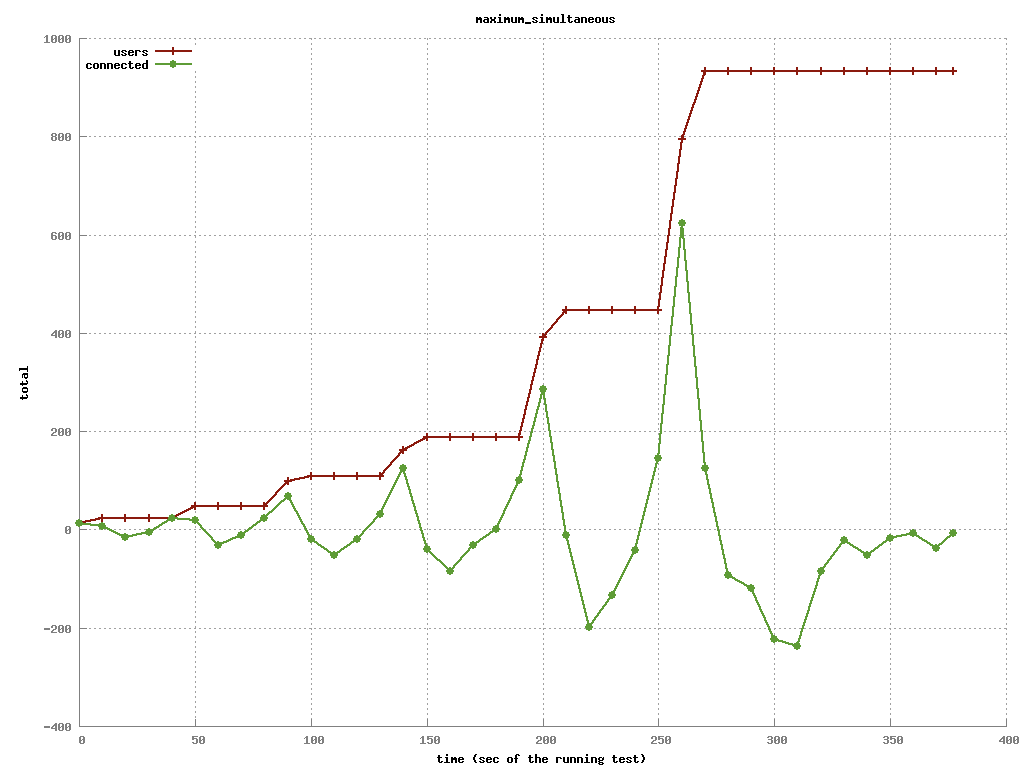 maximum_simultaneous
1000
users
connected
800
600
400
total
200
0
-200
-400
0 50 100 150 200 250 300 350 400
time (sec of the running test)